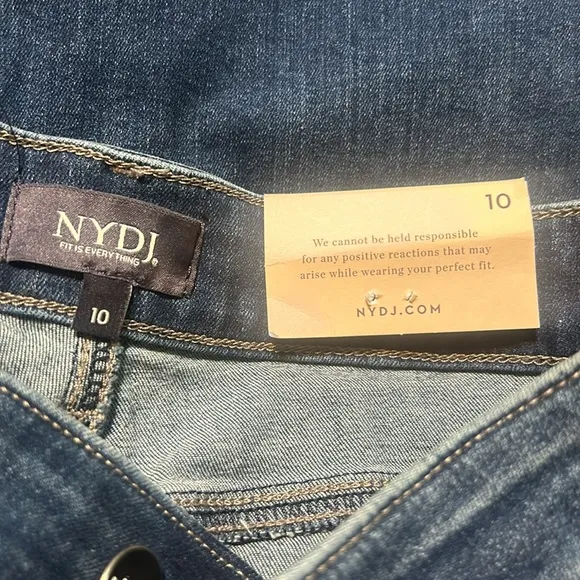 NYDJ
FIT IS EVERYTHING
10
10
We cannot be held responsible
for any positive reactions that may
arise while wearing your perfect fit.
NYDJ.COM